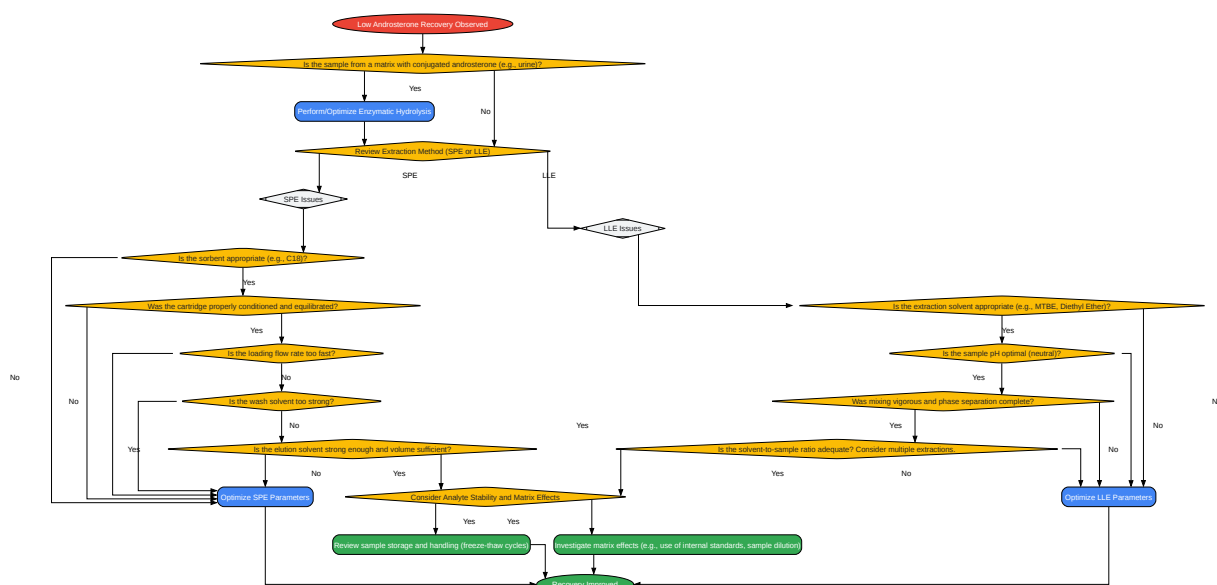 Low Androsterone Recovery Observed
Is the sample from a matrix with conjugated androsterone (e.g., urine)?
Yes
Perform/Optimize Enzymatic Hydrolysis
No
Review Extraction Method (SPE or LLE)
SPE
LLE
SPE Issues
LLE Issues
Is the sorbent appropriate (e.g., C18)?
Yes
Was the cartridge properly conditioned and equilibrated?
Is the extraction solvent appropriate (e.g., MTBE, Diethyl Ether)?
Yes
Yes
Is the loading flow rate too fast?
Is the sample pH optimal (neutral)?
No
No
Yes
No
Is the wash solvent too strong?
Was mixing vigorous and phase separation complete?
N
No
Yes
Yes
No
Yes
Is the elution solvent strong enough and volume sufficient?
Is the solvent-to-sample ratio adequate? Consider multiple extractions.
No
No
Yes
Yes
No
Optimize SPE Parameters
Consider Analyte Stability and Matrix Effects
Optimize LLE Parameters
Yes
Yes
Review sample storage and handling (freeze-thaw cycles)
Investigate matrix effects (e.g., use of internal standards, sample dilution)
Recovery Improved